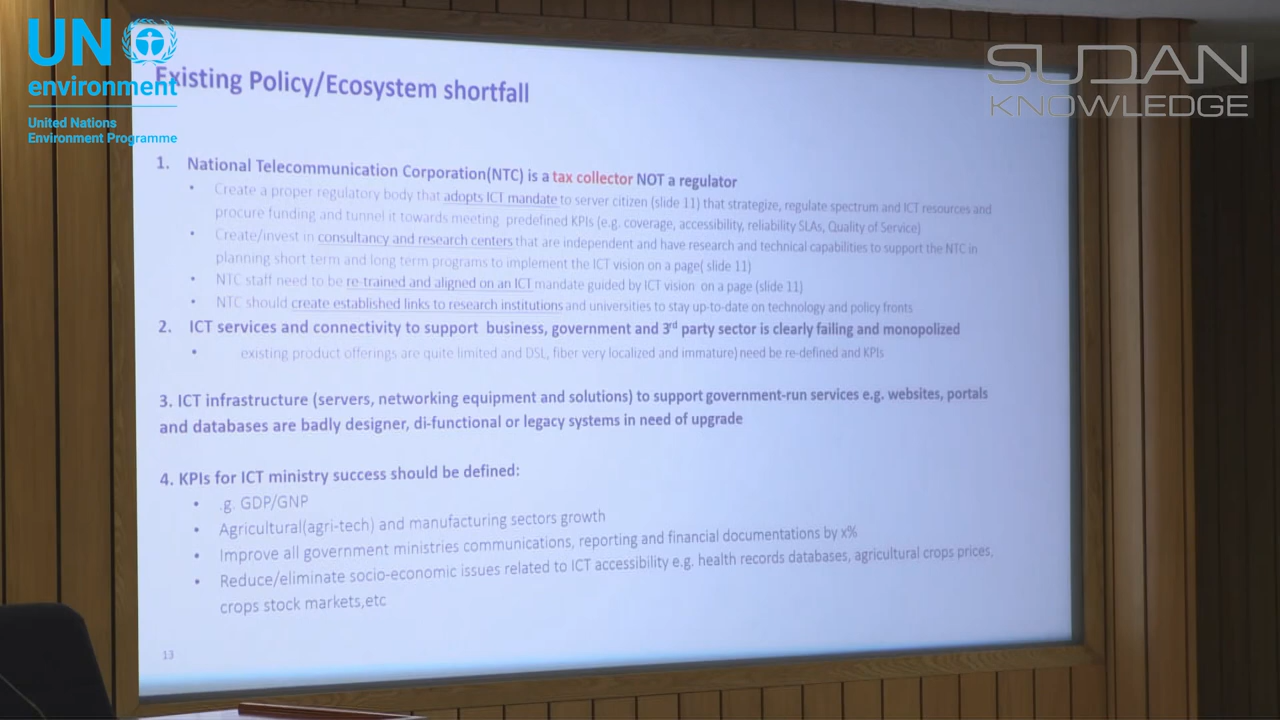 UN
environment
United Nations
Environment Programme
SUDAN
KNOWLEDGE
Existing Policy/Ecosystem shortfall
1. National Telecommunication Corporation(NTC) is a tax collector NOT a regulator
• Create a proper regulatory body that adopts ICT mandate to server citizen (slide 11) that strategize, regulate spectrum and ICT resources and
procure funding and tunnel it towards meeting predefined KPIs (e.g. coverage, accessibility, reliability SLAs, Quality of Service)
• Create/invest in consultancy and research centers that are independent and have research and technical capabilities to support the NTC in
planning short term and long term programs to implement the ICT vision on a page( slide 11)
• NTC staff need to be re-trained and aligned on an ICT mandate guided by ICT vision on a page (slide 11)
• NTC should create established links to research institutions and universities to stay up-to-date on technology and policy fronts
2. ICT services and connectivity to support business, government and 3rd party sector is clearly failing and monopolized
• existing product offerings are quite limited and DSL, fiber very localized and immature) need be re-defined and KPIs
3. ICT infrastructure (servers, networking equipment and solutions) to support government-run services e.g. websites, portals
and databases are badly designer, di-functional or legacy systems in need of upgrade
4. KPIs for ICT ministry success should be defined:
• .g. GDP/GNP
• Agricultural(agri-tech) and manufacturing sectors growth
• Improve all government ministries communications, reporting and financial documentations by x%
• Reduce/eliminate socio-economic issues related to ICT accessibility e.g. health records databases, agricultural crops prices,
crops stock markets,etc
13